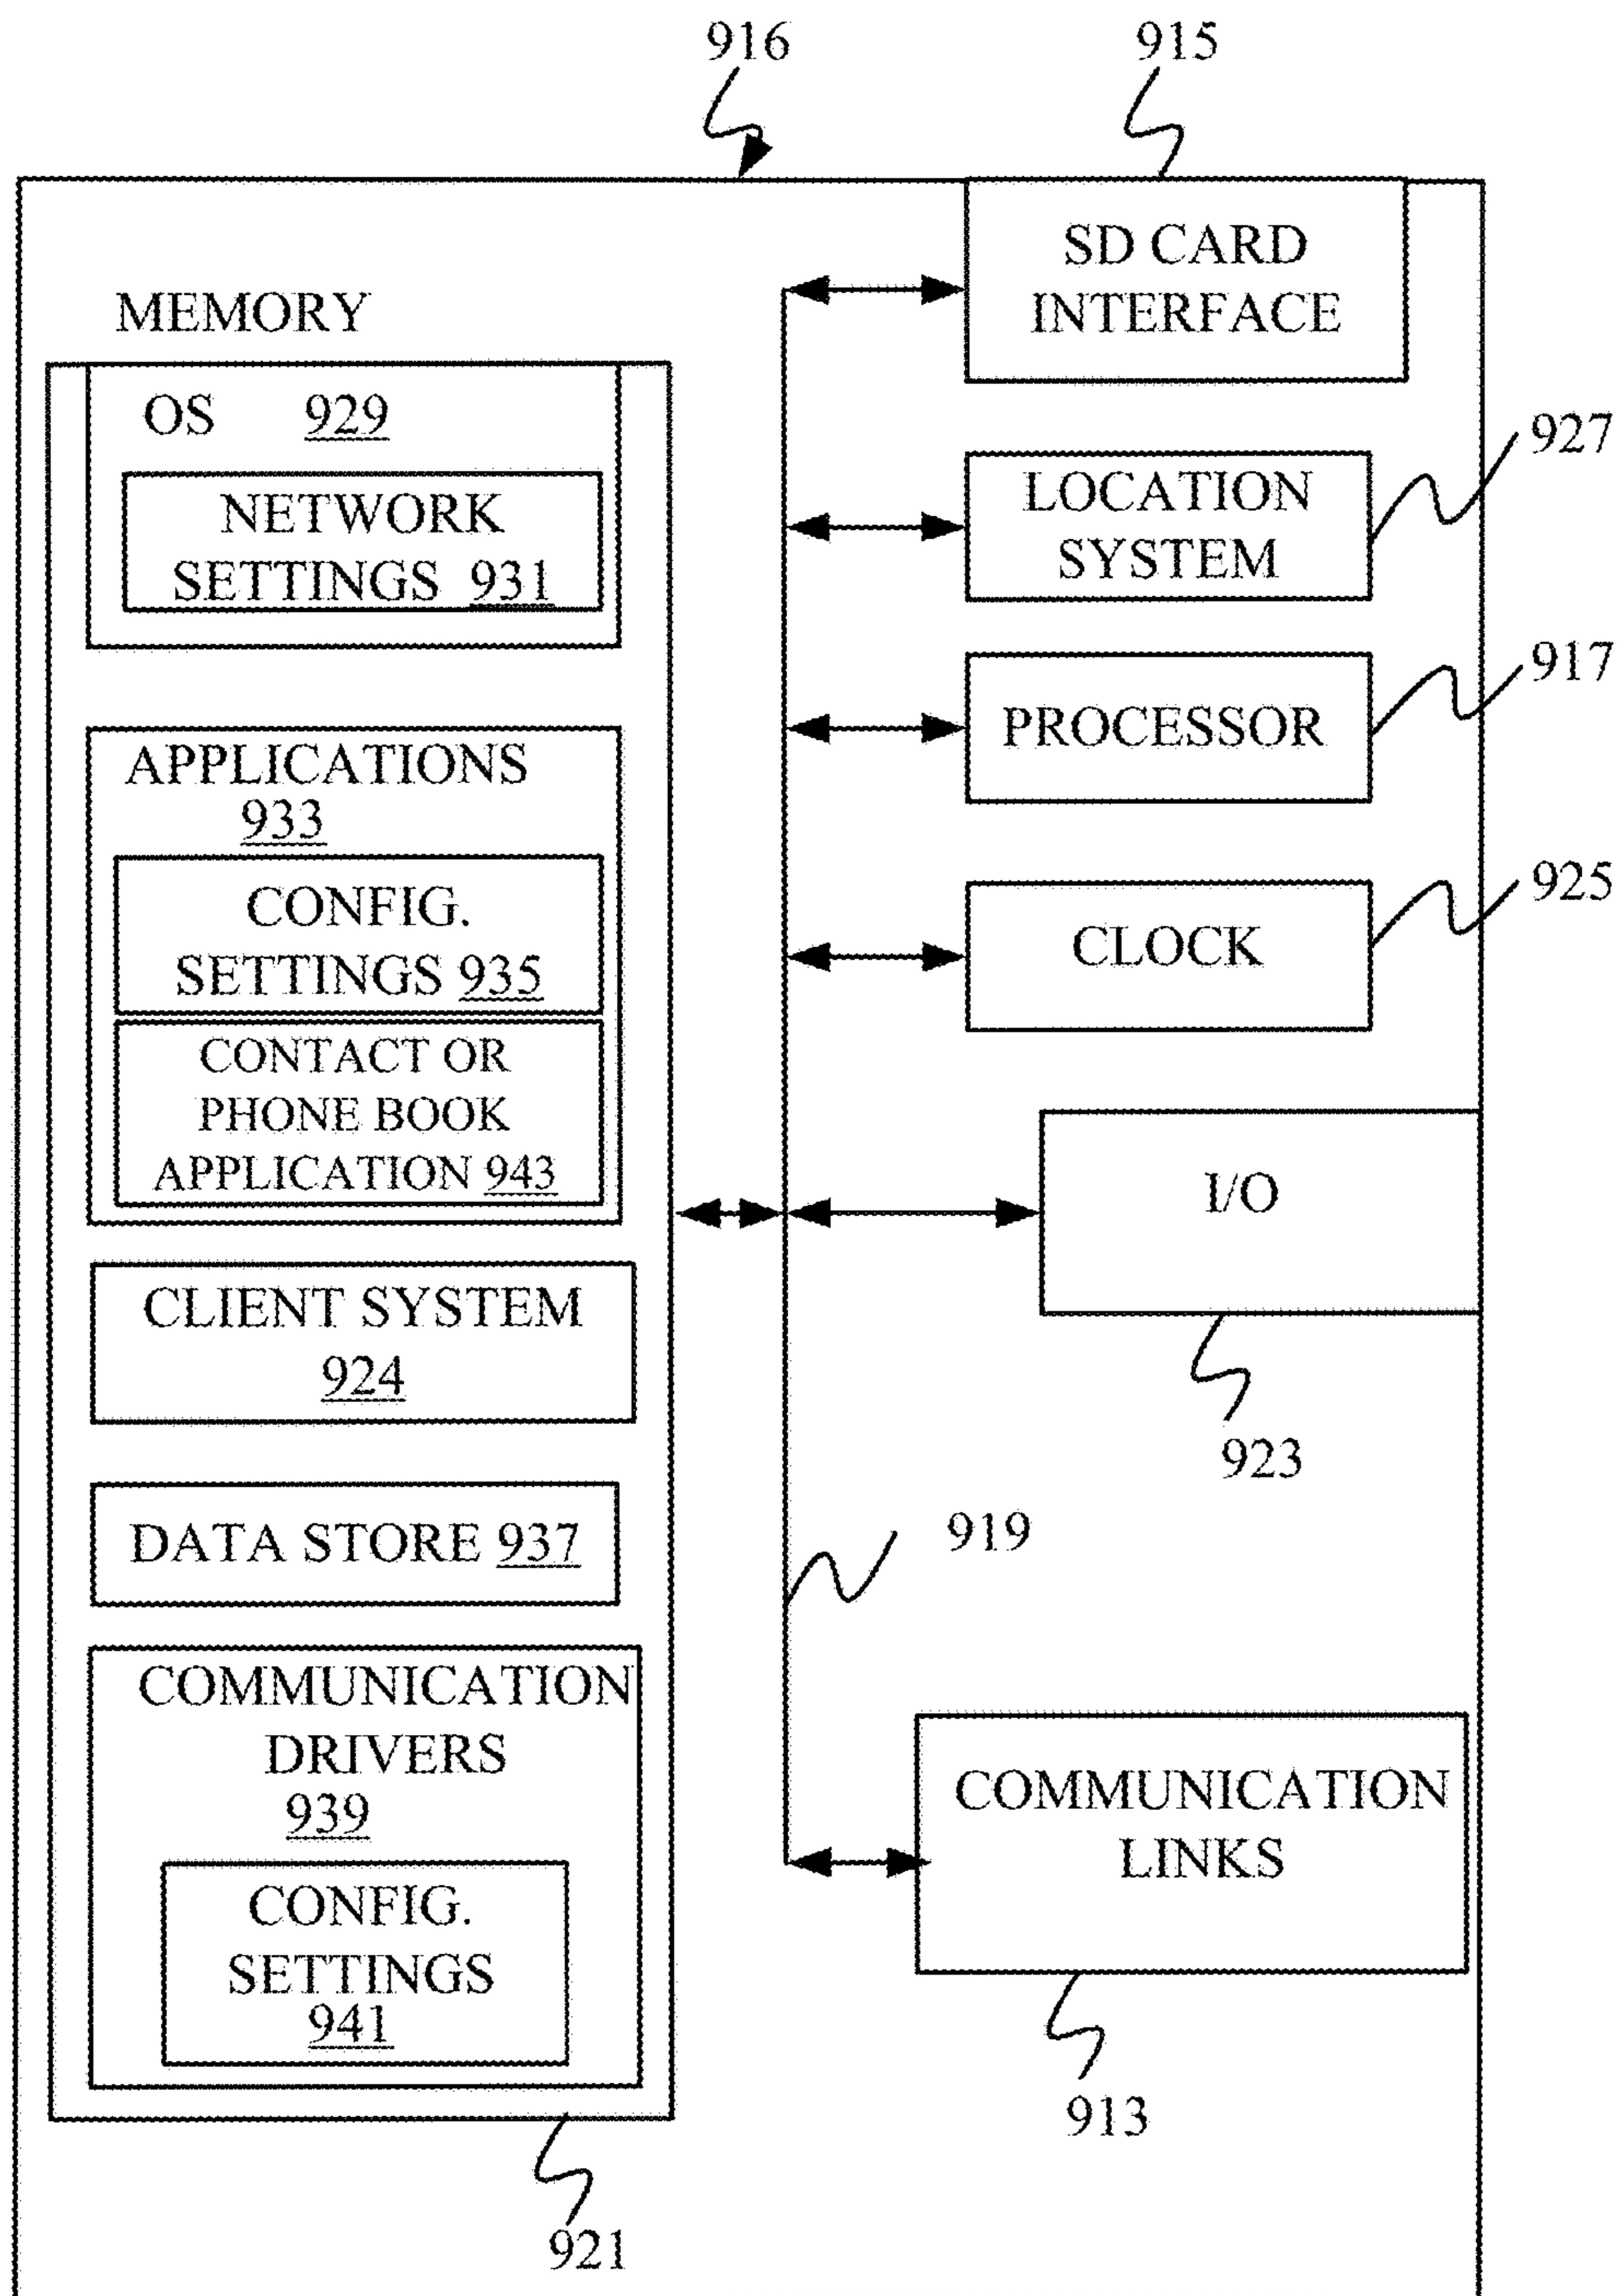 916
915
SD CARD
INTERFACE
MEMORY
OS 929
NETWORK
SETTINGS 931
927
LOCATION
SYSTEM
917
PROCESSOR
APPLICATIONS
933
CONFIG.
SETTINGS 935
CONTACT OR
PHONE BOOK
APPLICATION 943
925
CLOCK
I/O
923
CLIENT SYSTEM
924
DATA STORE 937
919
COMMUNICATION
DRIVERS
939
CONFIG.
SETTINGS
941
COMMUNICATION
LINKS
913
921